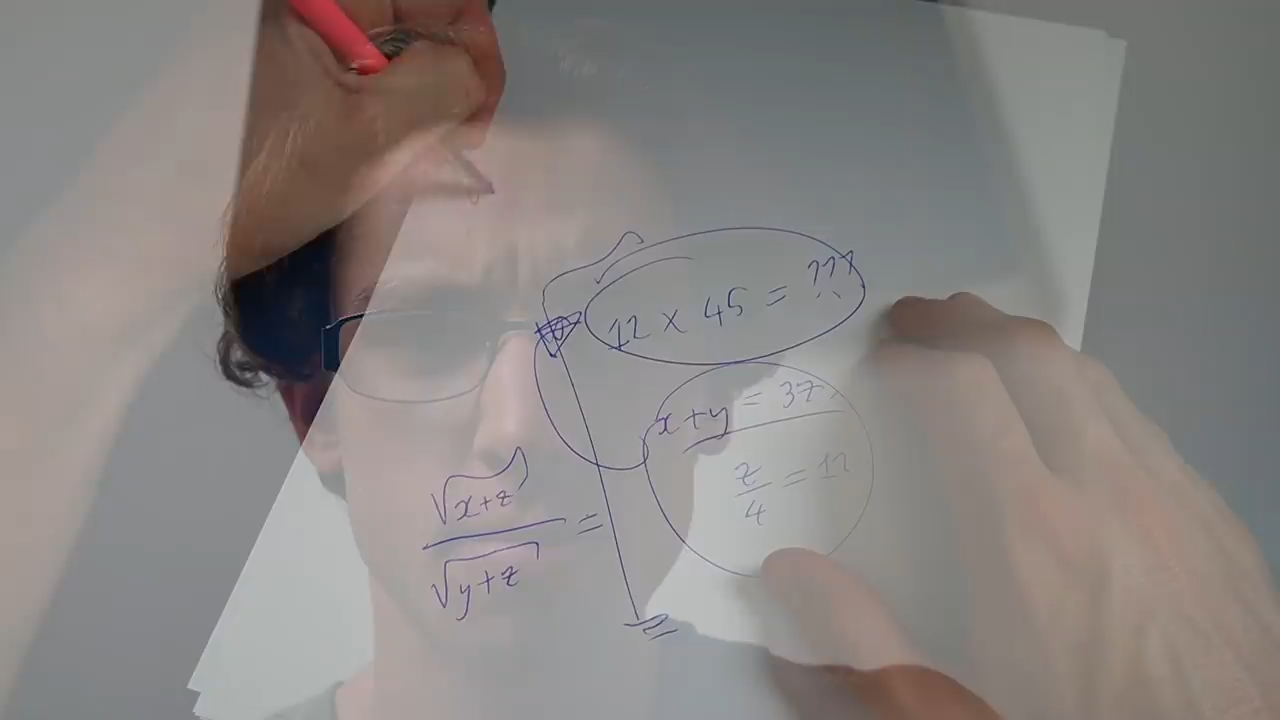 12 x 45 = ???
x+y = 37
z/4 = 12
√x+z / √y+z =